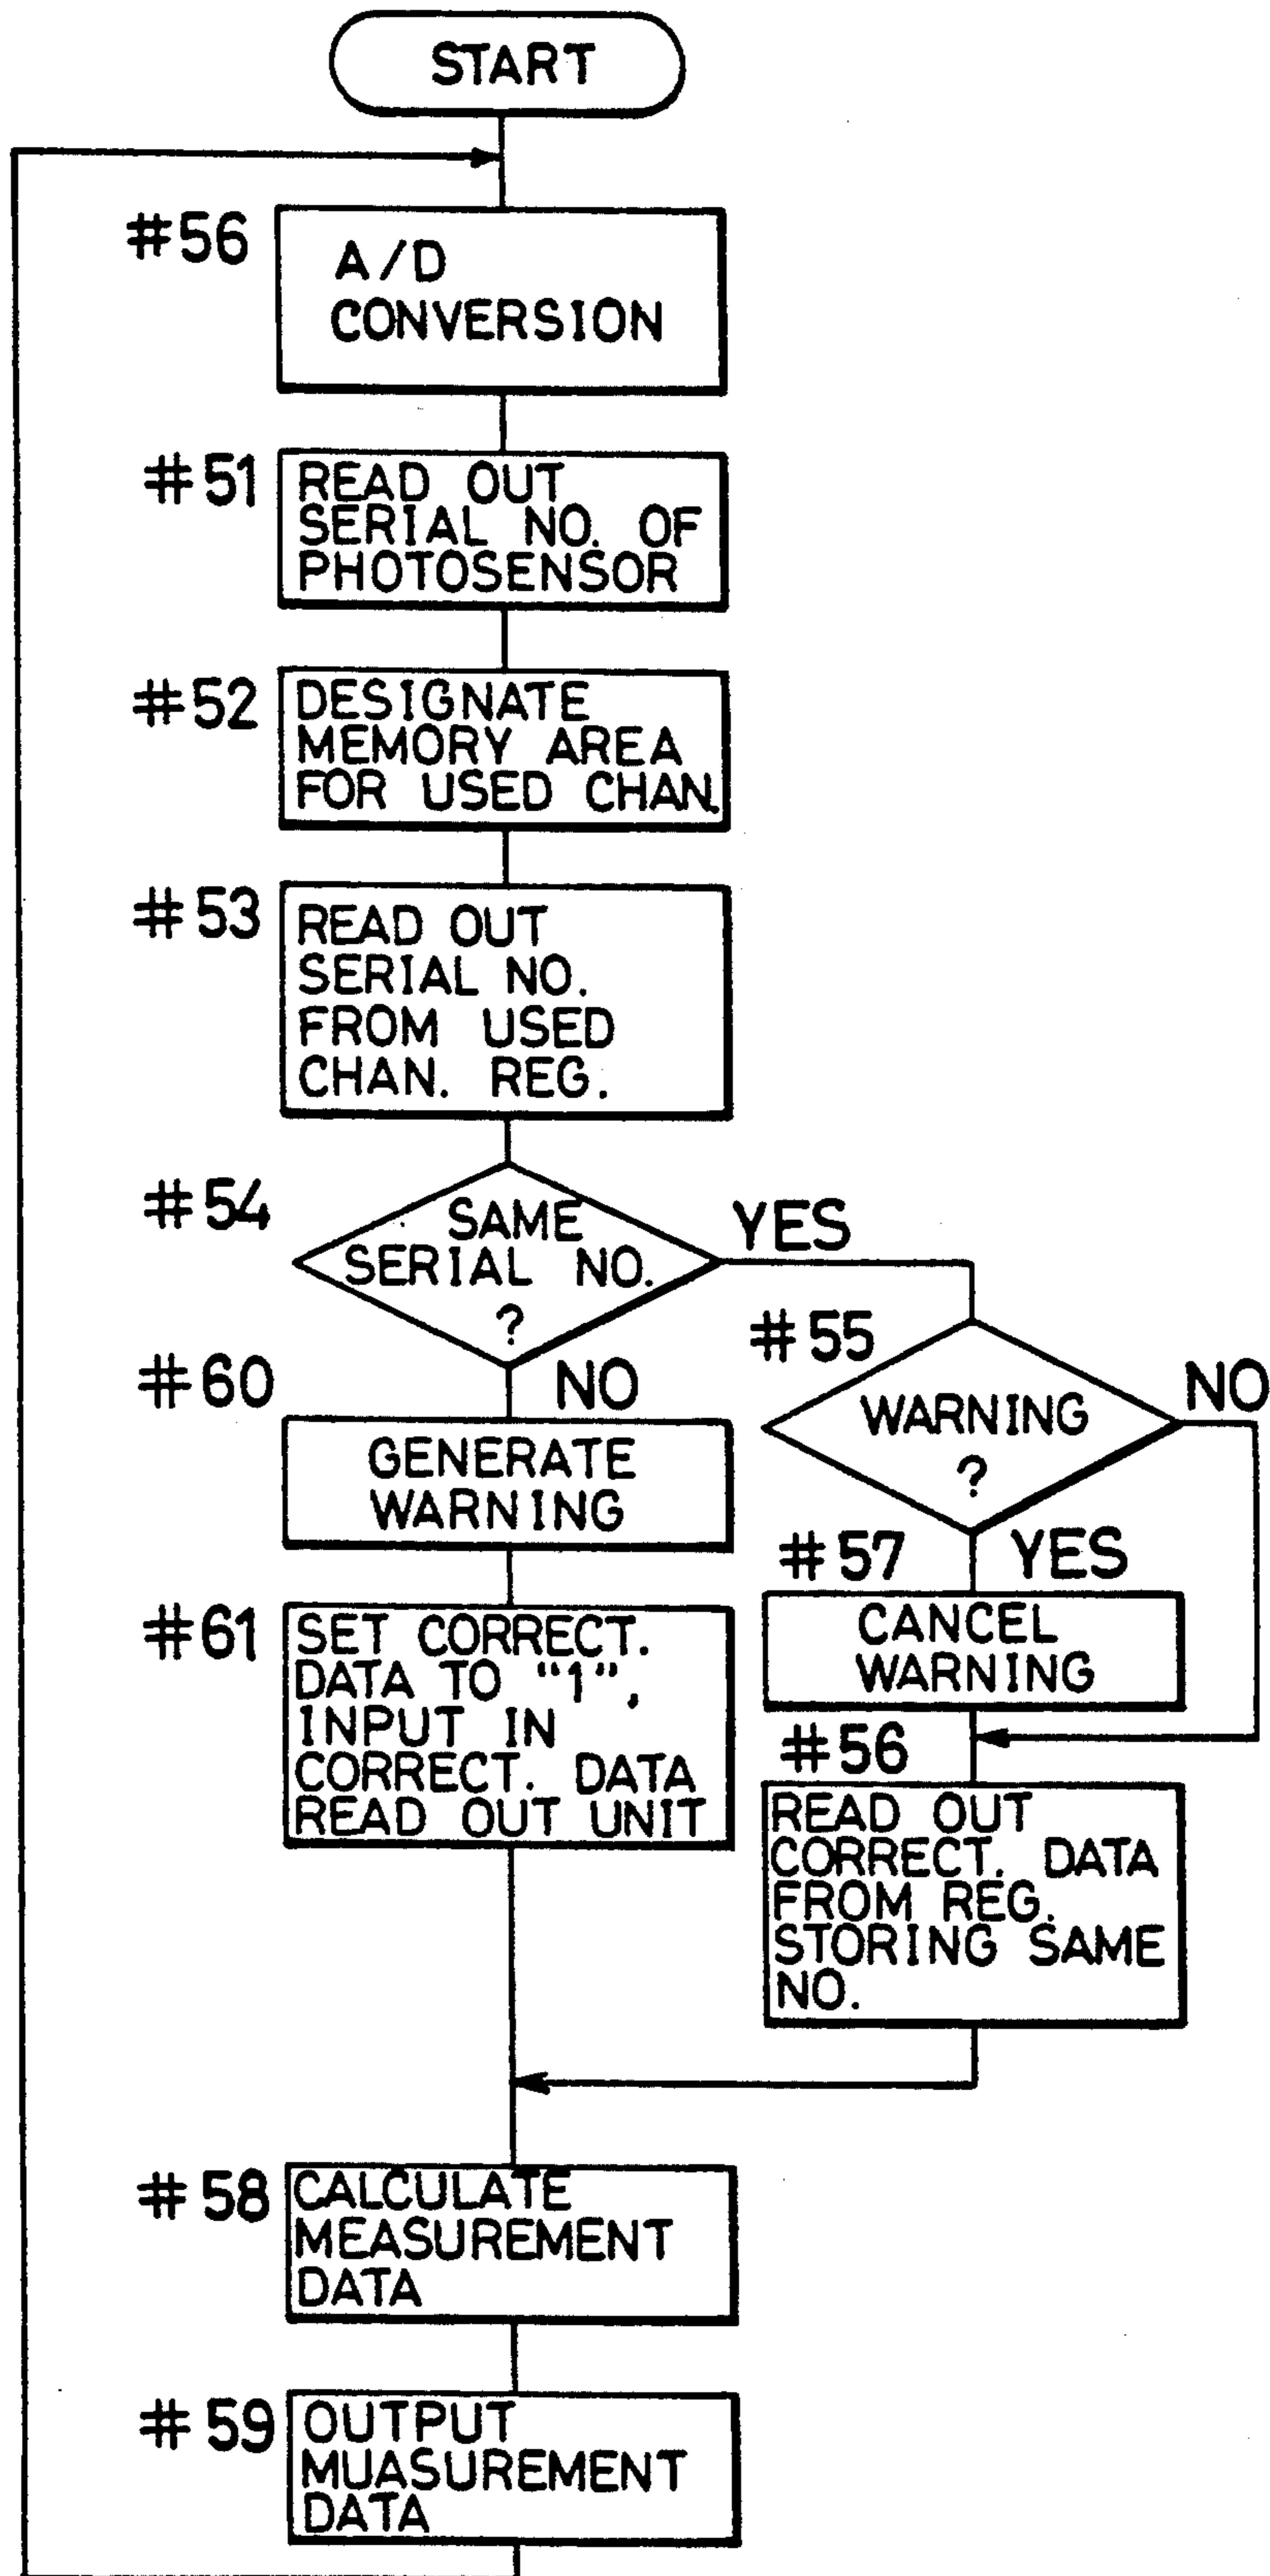 START
#56
A/D
CONVERSION
#51
READ OUT
SERIAL NO. OF
PHOTOSENSOR
#52
DESIGNATE
MEMORY AREA
FOR USED CHAN.
#53
READ OUT
SERIAL NO.
FROM USED
CHAN. REG.
#54
SAME
SERIAL NO.
?
YES
NO
#55
WARNING
?
NO
YES
#60
GENERATE
WARNING
#57
CANCEL
WARNING
#61
SET CORRECT.
DATA TO "1",
INPUT IN
CORRECT. DATA
READ OUT UNIT
#56
READ OUT
CORRECT. DATA
FROM REG.
STORING SAME
NO.
#58
CALCULATE
MEASUREMENT
DATA
#59
OUTPUT
MUASUREMENT
DATA